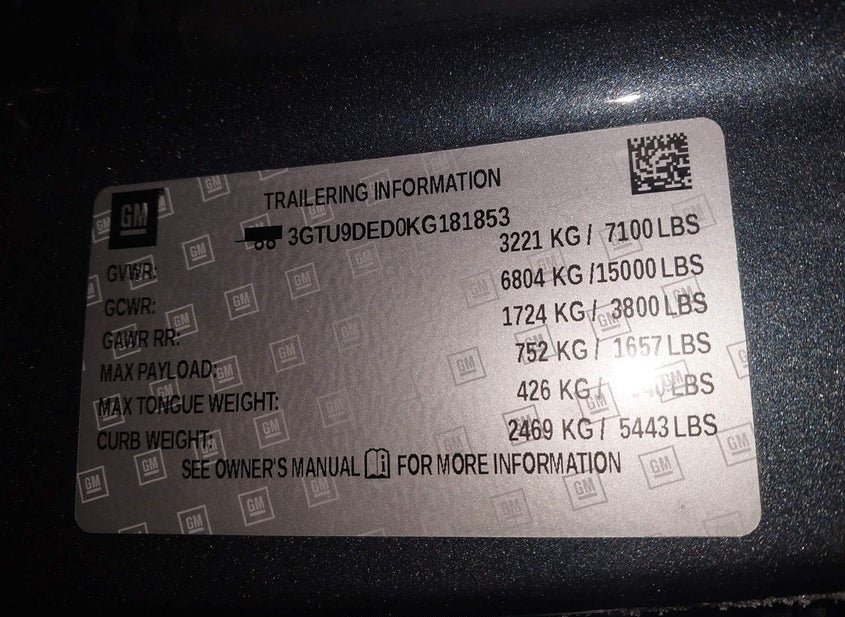 GM
TRAILERING INFORMATION
3GTU9DED0KG181853
GVWR: 3221 KG / 7100 LBS
GCWR: 6804 KG /15000 LBS
GAWR RR: 1724 KG / 3800 LBS
MAX PAYLOAD: 752 KG / 1657 LBS
MAX TONGUE WEIGHT: 426 KG / LBS
CURB WEIGHT: 2469 KG / 5443 LBS
SEE OWNER'S MANUAL FOR MORE INFORMATION